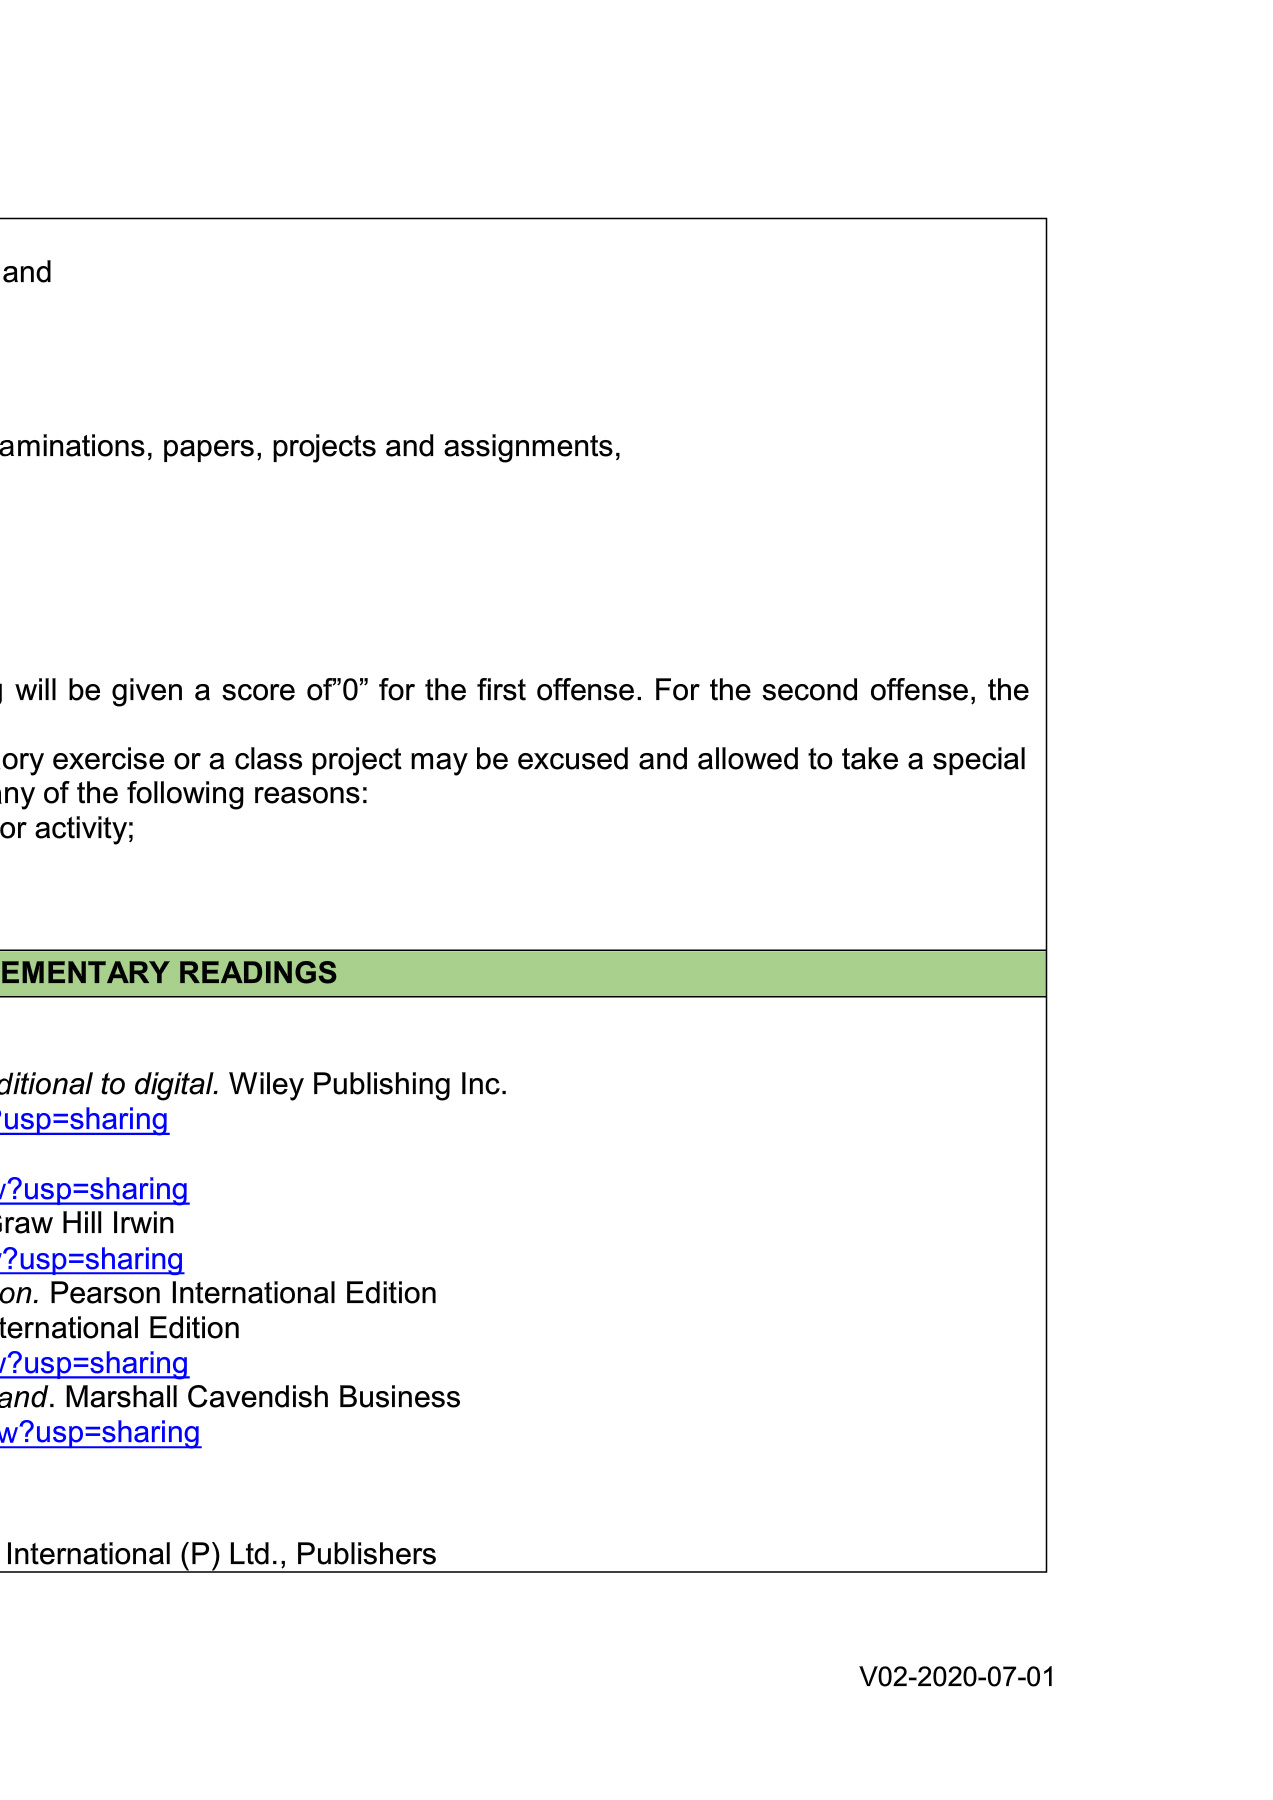 and
aminations, papers, projects and assignments,
will be given a score of”0” for the first offense. For the second offense, the
ory exercise or a class project may be excused and allowed to take a special
any of the following reasons:
or activity;
EMENTARY READINGS
ditional to digital. Wiley Publishing Inc.
?usp=sharing
w?usp=sharing
Graw Hill Irwin
?usp=sharing
on. Pearson International Edition
ternational Edition
w?usp=sharing
and. Marshall Cavendish Business
w?usp=sharing
International (P) Ltd., Publishers
V02-2020-07-01